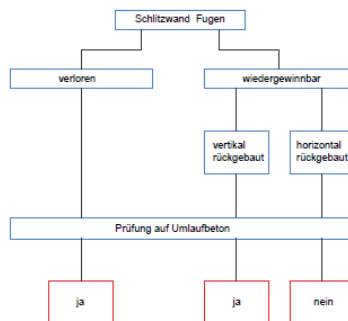 Schlitzwand Fugen
verloren
wiedergewinnbar
vertikal
rückgebaut
horizontal
rückgebaut
Prüfung auf Umlaufbeton
ja
ja
nein